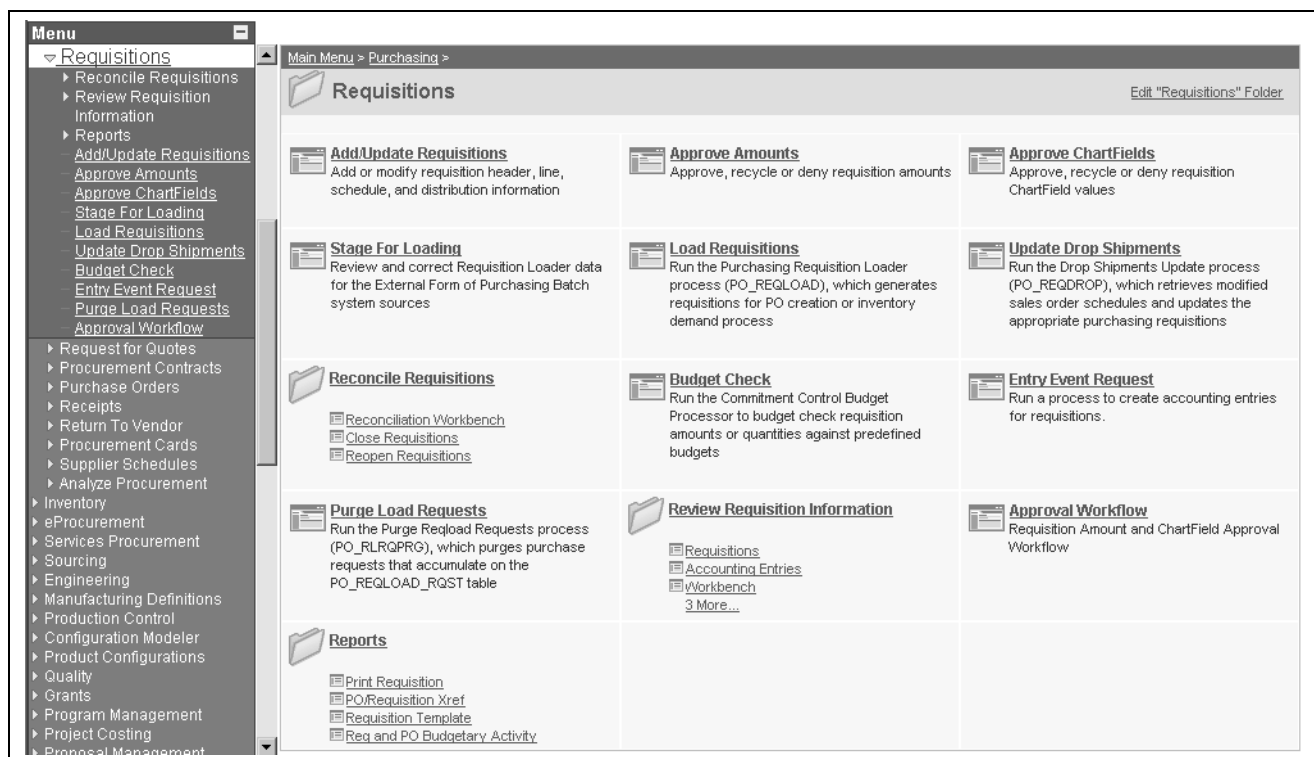 Menu
Requisitions
Reconcile Requisitions
Review Requisition
Information
Reports
Add/Update Requisitions
Approve Amounts
Approve ChartFields
Stage For Loading
Load Requisitions
Update Drop Shipments
Budget Check
Entry Event Request
Purge Load Requests
Approval Workflow
Request for Quotes
Procurement Contracts
Purchase Orders
Receipts
Return To Vendor
Procurement Cards
Supplier Schedules
Analyze Procurement
Inventory
eProcurement
Services Procurement
Sourcing
Engineering
Manufacturing Definitions
Production Control
Configuration Modeler
Product Configurations
Quality
Grants
Program Management
Project Costing
Proposal Management
Main Menu > Purchasing >
Requisitions
Edit "Requisitions" Folder
Add/Update Requisitions
Add or modify requisition header, line,
schedule, and distribution information
Approve Amounts
Approve, recycle or deny requisition amounts
Approve ChartFields
Approve, recycle or deny requisition
ChartField values
Stage For Loading
Review and correct Requisition Loader data
for the External Form of Purchasing Batch
system sources
Load Requisitions
Run the Purchasing Requisition Loader
process (PO_REQLOAD), which generates
requisitions for PO creation or inventory
demand process
Update Drop Shipments
Run the Drop Shipments Update process
(PO_REQDROP), which retrieves modified
sales order schedules and updates the
appropriate purchasing requisitions
Reconcile Requisitions
Reconciliation Workbench
Close Requisitions
Reopen Requisitions
Budget Check
Run the Commitment Control Budget
Processor to budget check requisition
amounts or quantities against predefined
budgets
Entry Event Request
Run a process to create accounting entries
for requisitions.
Purge Load Requests
Run the Purge Reqload Requests process
(PO_RLRQPRG), which purges purchase
requests that accumulate on the
PO_REQLOAD_RQST table
Review Requisition Information
Requisitions
Accounting Entries
Workbench
3 More...
Approval Workflow
Requisition Amount and ChartField Approval
Workflow
Reports
Print Requisition
PO/Requisition Xref
Requisition Template
Req and PO Budgetary Activity